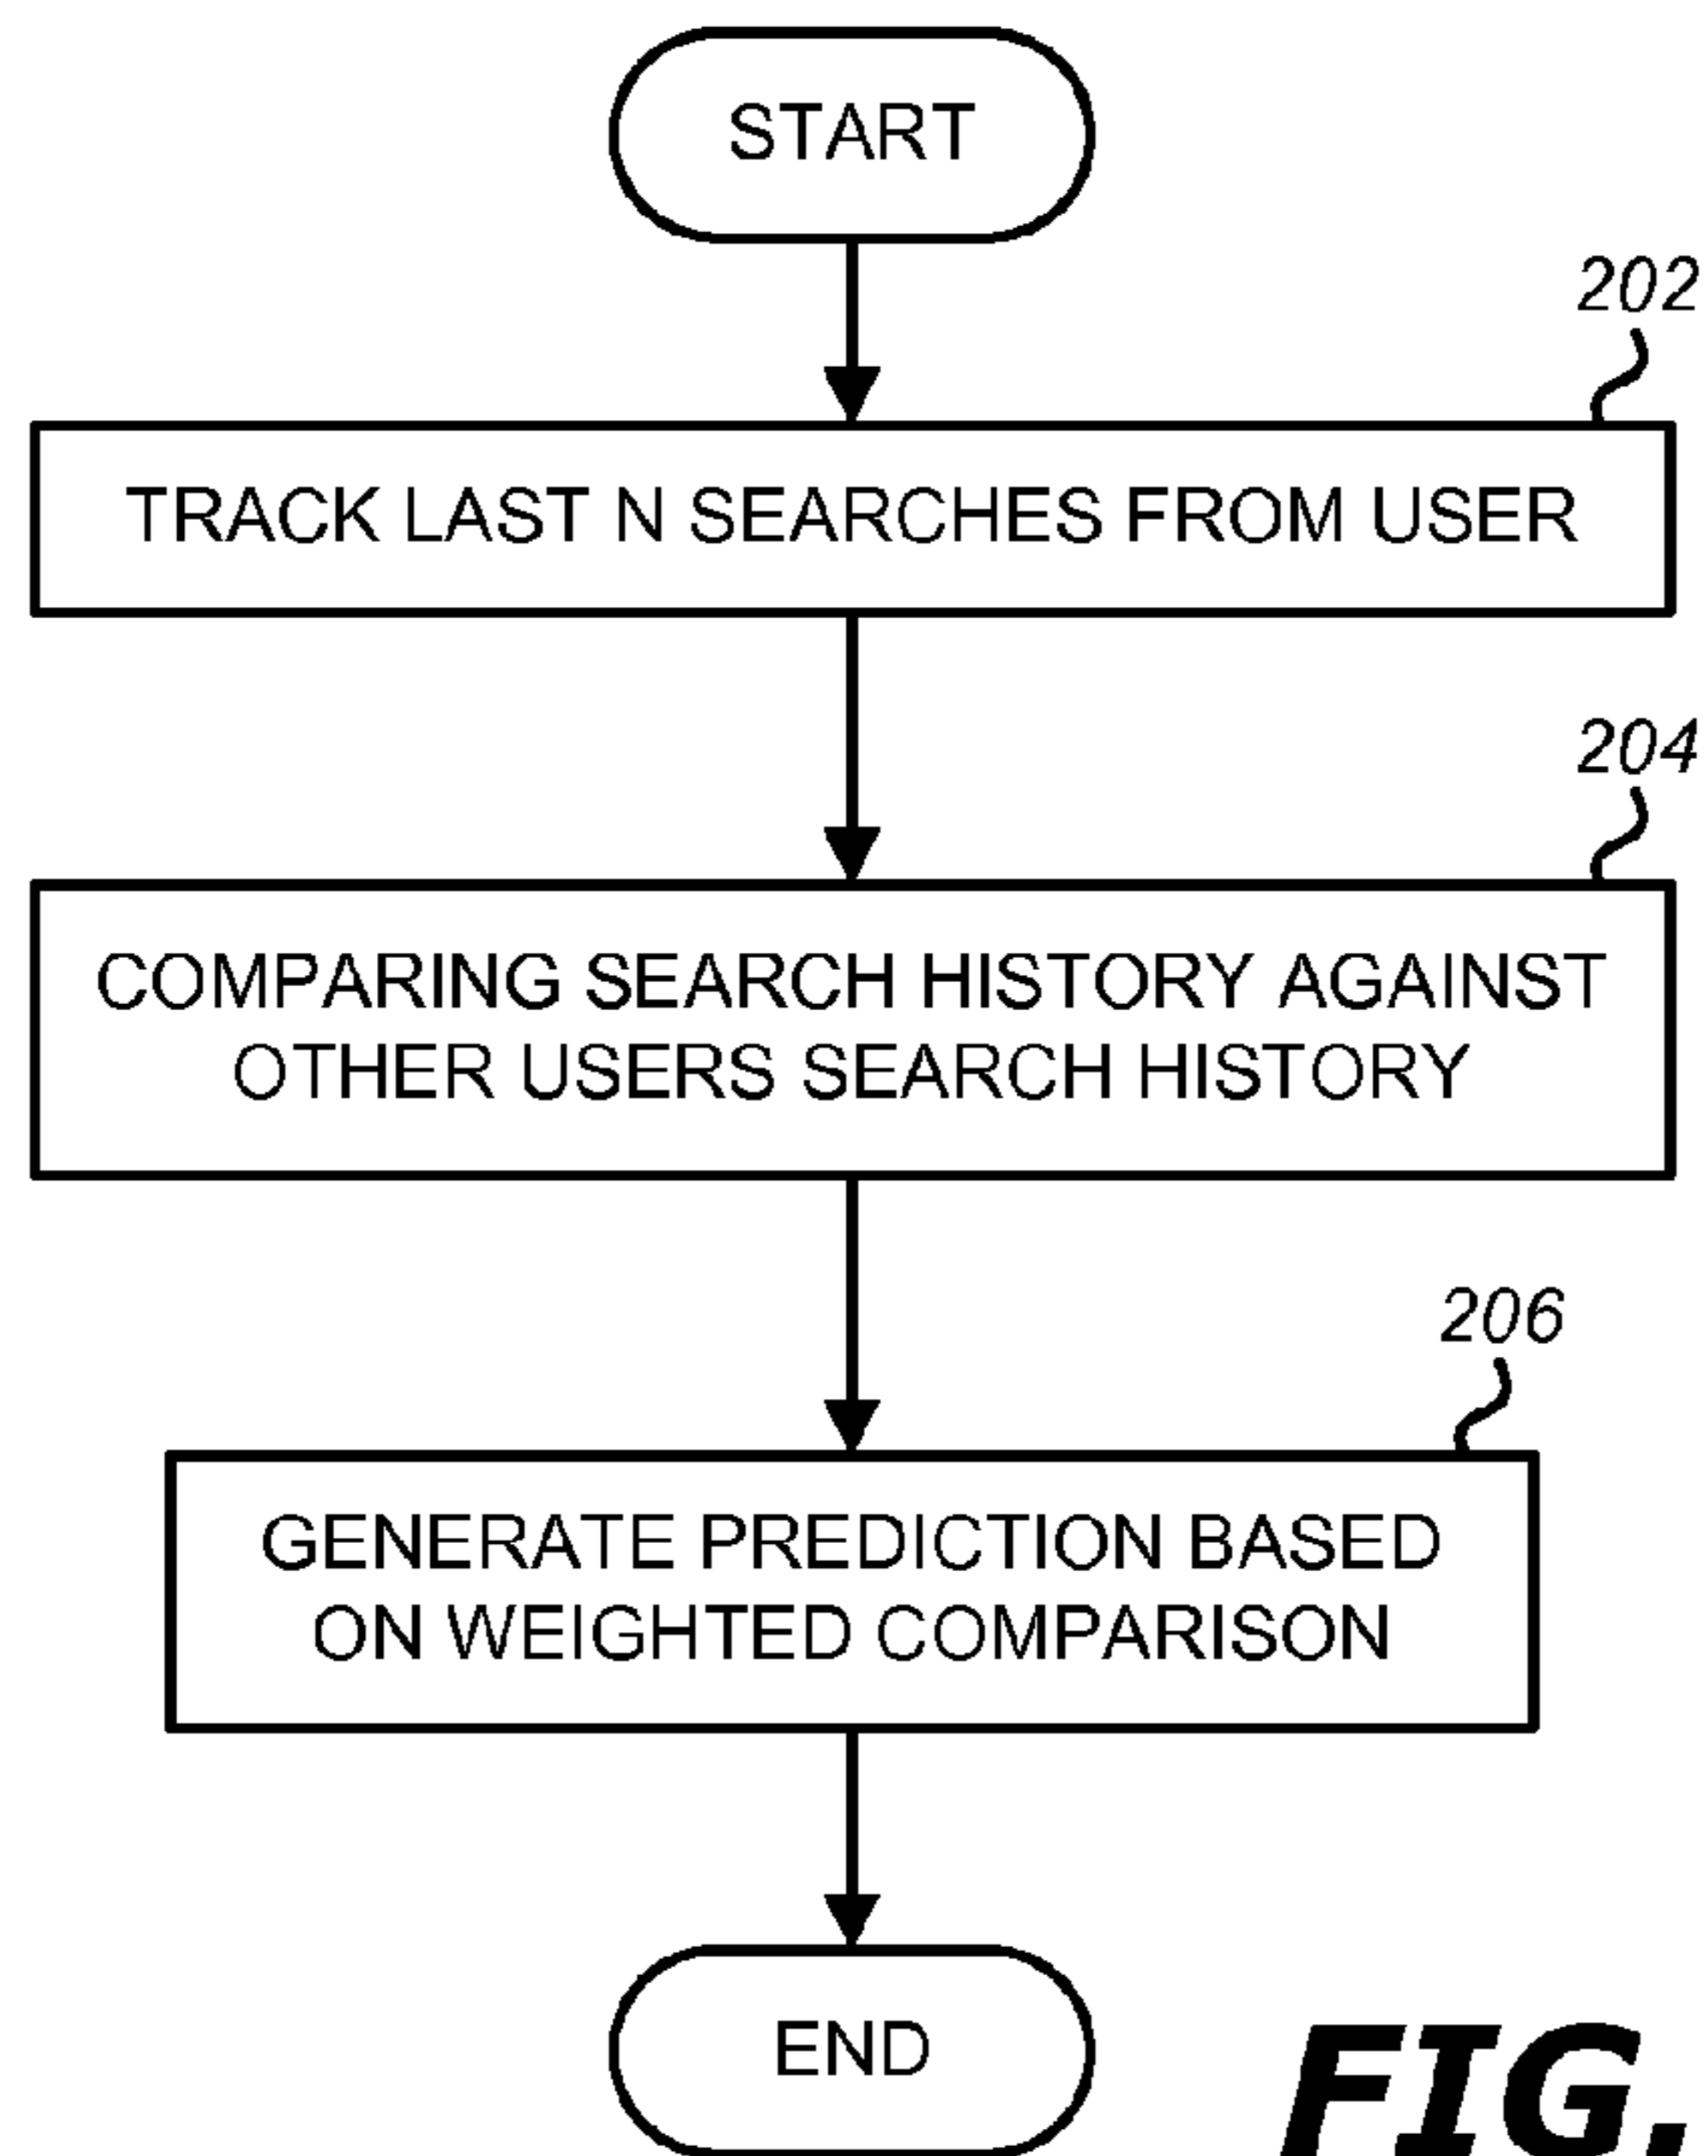 START
202
TRACK LAST N SEARCHES FROM USER
204
COMPARING SEARCH HISTORY AGAINST
OTHER USERS SEARCH HISTORY
206
GENERATE PREDICTION BASED
ON WEIGHTED COMPARISON
END
FIG.